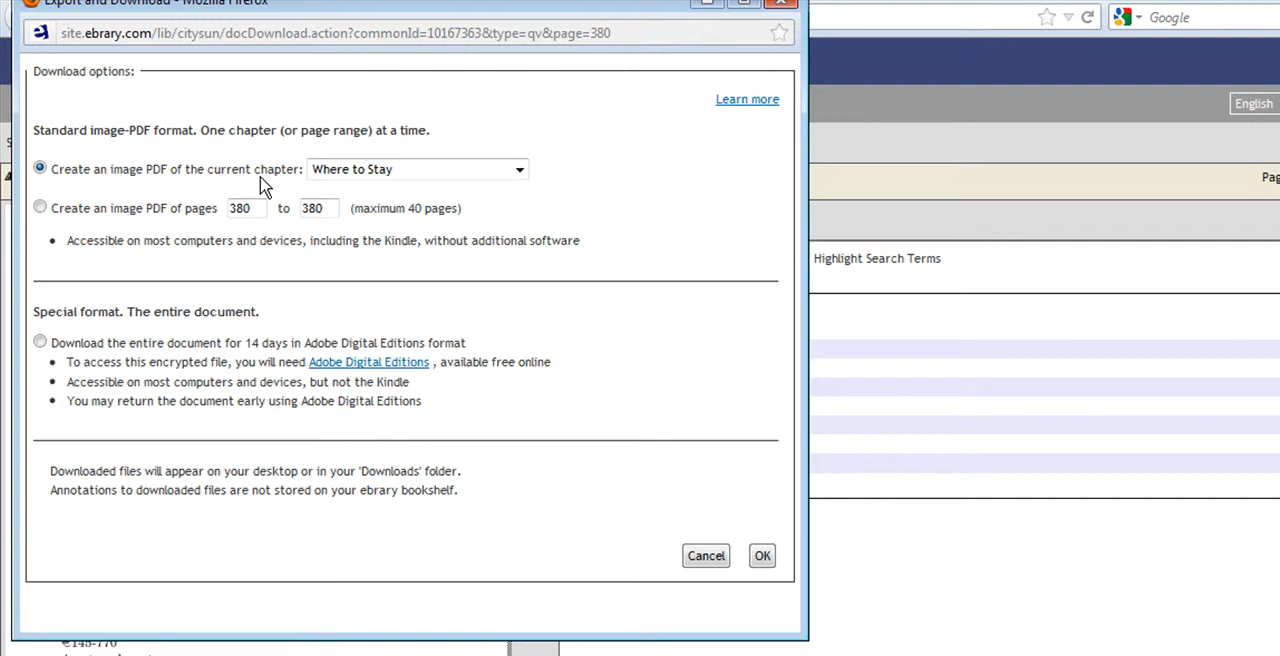 Export and Download - Mozilla Firefox
site.ebrary.com/lib/citysun/docDownload.action?commonId=10167363&type=qv&page=380
Google
Download options:
Learn more
English
Standard image-PDF format. One chapter (or page range) at a time.
Create an image PDF of the current chapter: Where to Stay
Pag
Create an image PDF of pages 380 to 380 (maximum 40 pages)
• Accessible on most computers and devices, including the Kindle, without additional software
Highlight Search Terms
Special format. The entire document.
Download the entire document for 14 days in Adobe Digital Editions format
• To access this encrypted file, you will need Adobe Digital Editions , available free online
• Accessible on most computers and devices, but not the Kindle
• You may return the document early using Adobe Digital Editions
Downloaded files will appear on your desktop or in your 'Downloads' folder.
Annotations to downloaded files are not stored on your ebrary bookshelf.
Cancel OK
€145-770